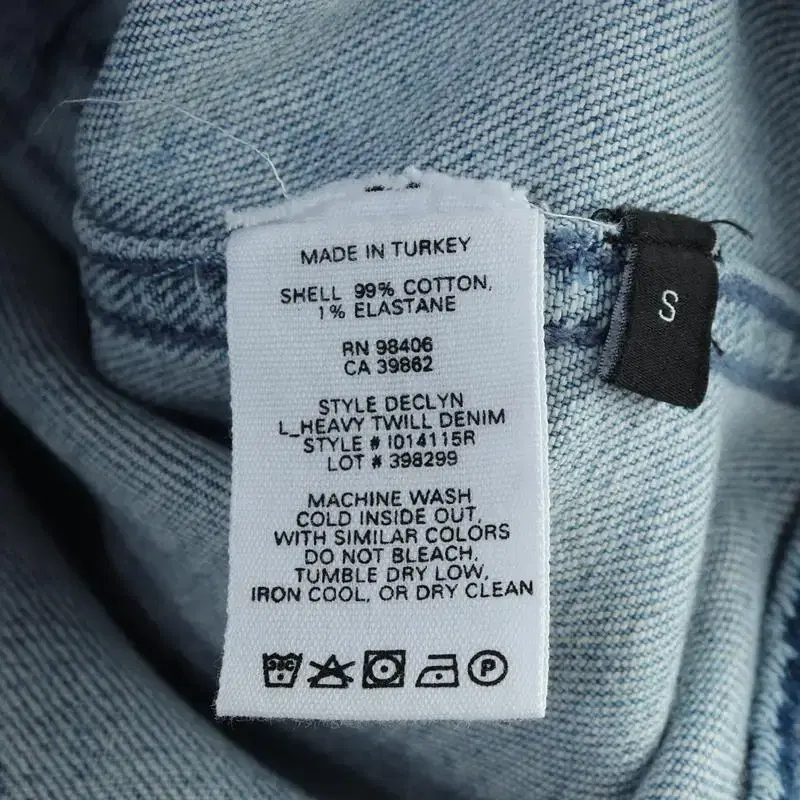 MADE IN TURKEY
SHELL 99% COTTON,
1% ELASTANE
RN 98406
CA 39862
STYLE DECLYN
L_HEAVY TWILL DENIM
STYLE # I014115R
LOT # 398299
MACHINE WASH
COLD INSIDE OUT,
WITH SIMILAR COLORS
DO NOT BLEACH,
TUMBLE DRY LOW,
IRON COOL, OR DRY CLEAN
30C
P
S